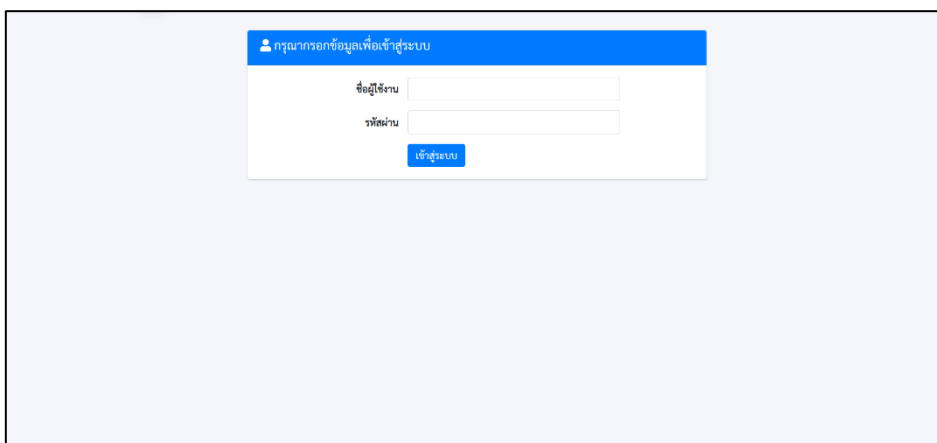 กรุณากรอกข้อมูลเพื่อเข้าสู่ระบบ
ชื่อผู้ใช้งาน
รหัสผ่าน
เข้าสู่ระบบ